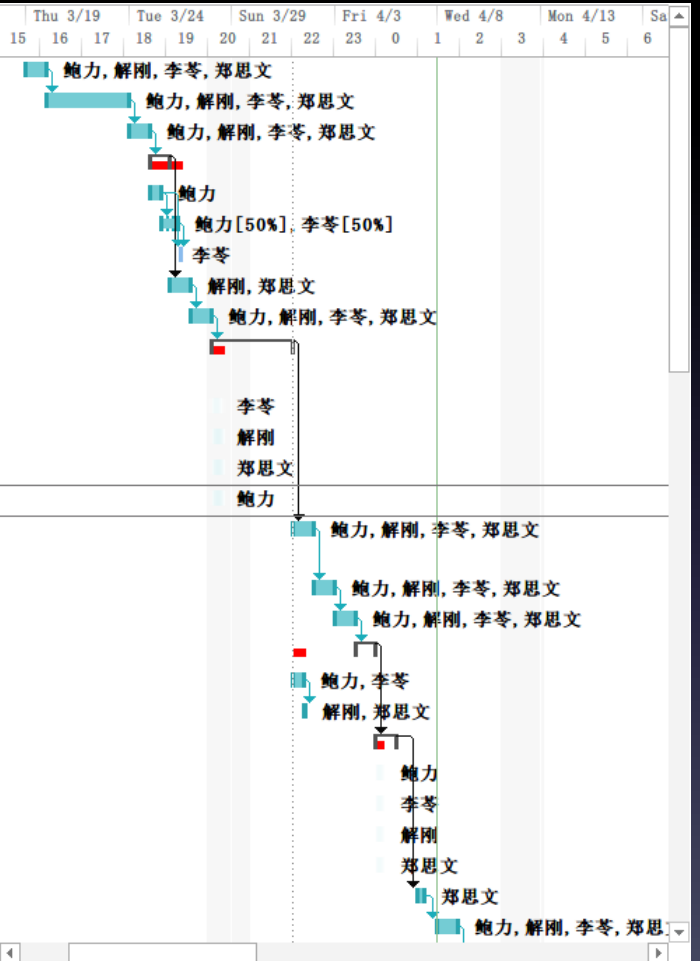 Thu 3/19 Tue 3/24 Sun 3/29 Fri 4/3 Wed 4/8 Mon 4/13 Sa
15 16 17 18 19 20 21 22 23 0 1 2 3 4 5 6
鲍力,解刚,李苓,郑思文
鲍力,解刚,李苓,郑思文
鲍力,解刚,李苓,郑思文
鲍力
鲍力[50%],李苓[50%]
李苓
解刚,郑思文
鲍力,解刚,李苓,郑思文
李苓
解刚
郑思文
鲍力
鲍力,解刚,李苓,郑思文
鲍力,解刚,李苓,郑思文
鲍力,解刚,李苓,郑思文
鲍力,李苓
解刚,郑思文
鲍力
李苓
解刚
郑思文
郑思文
鲍力,解刚,李苓,郑思